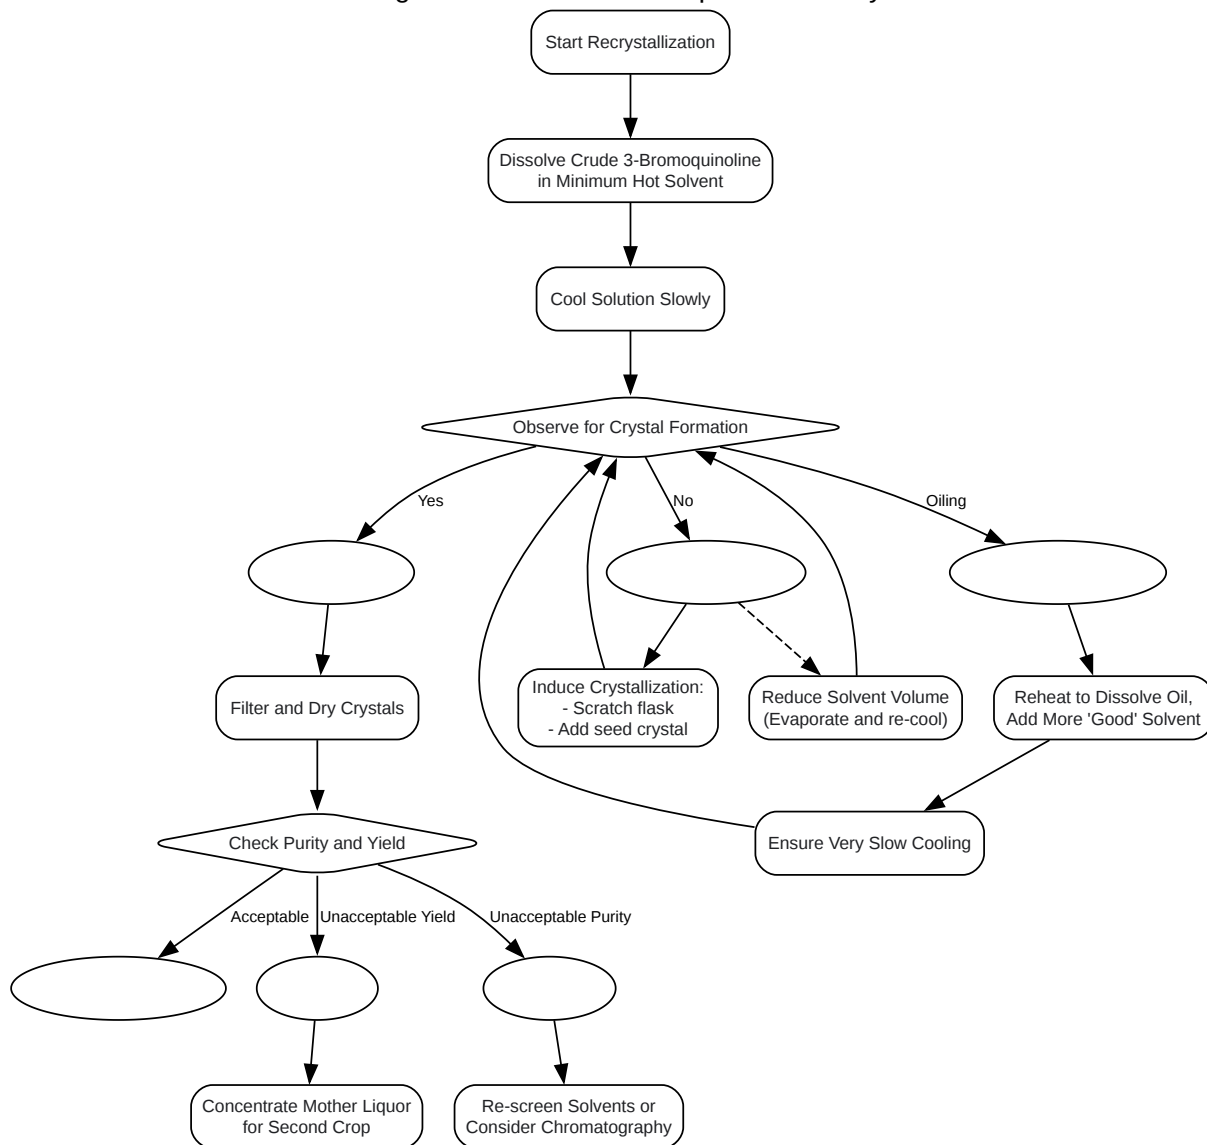 Start Recrystallization
Dissolve Crude 3-Bromoquinoline
in Minimum Hot Solvent
Cool Solution Slowly
Observe for Crystal Formation
Yes
No
Oiling
Induce Crystallization:
- Scratch flask
- Add seed crystal
Reduce Solvent Volume
(Evaporate and re-cool)
Reheat to Dissolve Oil,
Add More 'Good' Solvent
Filter and Dry Crystals
Ensure Very Slow Cooling
Check Purity and Yield
Acceptable
Unacceptable Yield
Unacceptable Purity
Concentrate Mother Liquor
for Second Crop
Re-screen Solvents or
Consider Chromatography